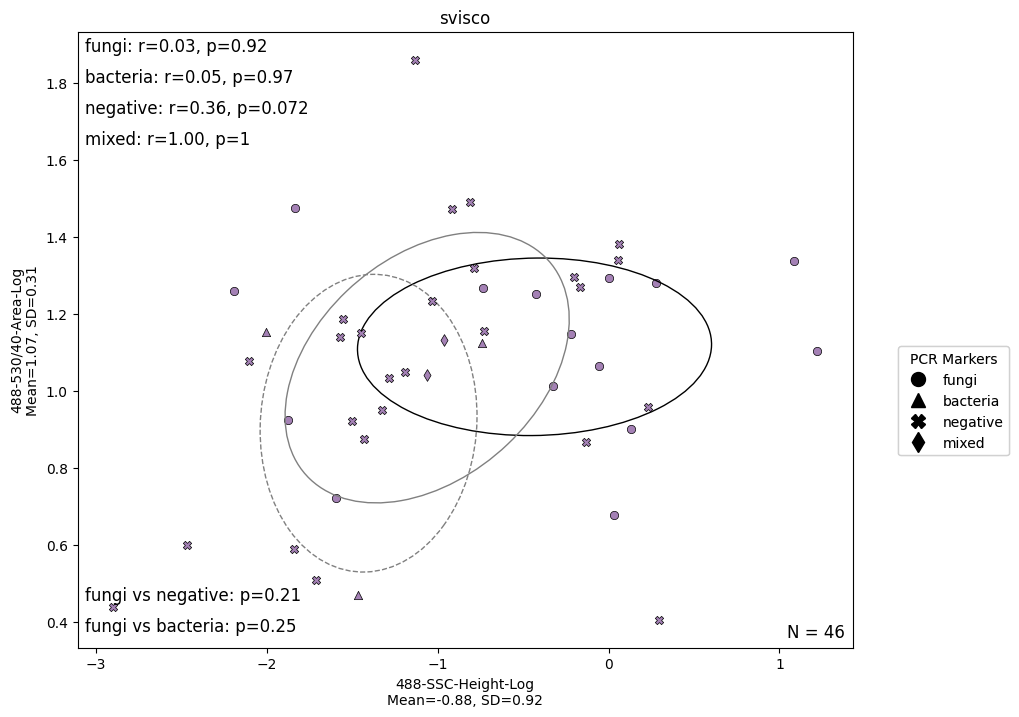 svisco
fungi: r=0.03, p=0.92
bacteria: r=0.05, p=0.97
negative: r=0.36, p=0.072
mixed: r=1.00, p=1
1.8
1.6
1.4
1.2
1.0
0.8
0.6
0.4
488-530/40-Area-Log
Mean=1.07, SD=0.31
PCR Markers
fungi
bacteria
negative
mixed
fungi vs negative: p=0.21
fungi vs bacteria: p=0.25
N = 46
−3
−2
−1
0
1
488-SSC-Height-Log
Mean=-0.88, SD=0.92